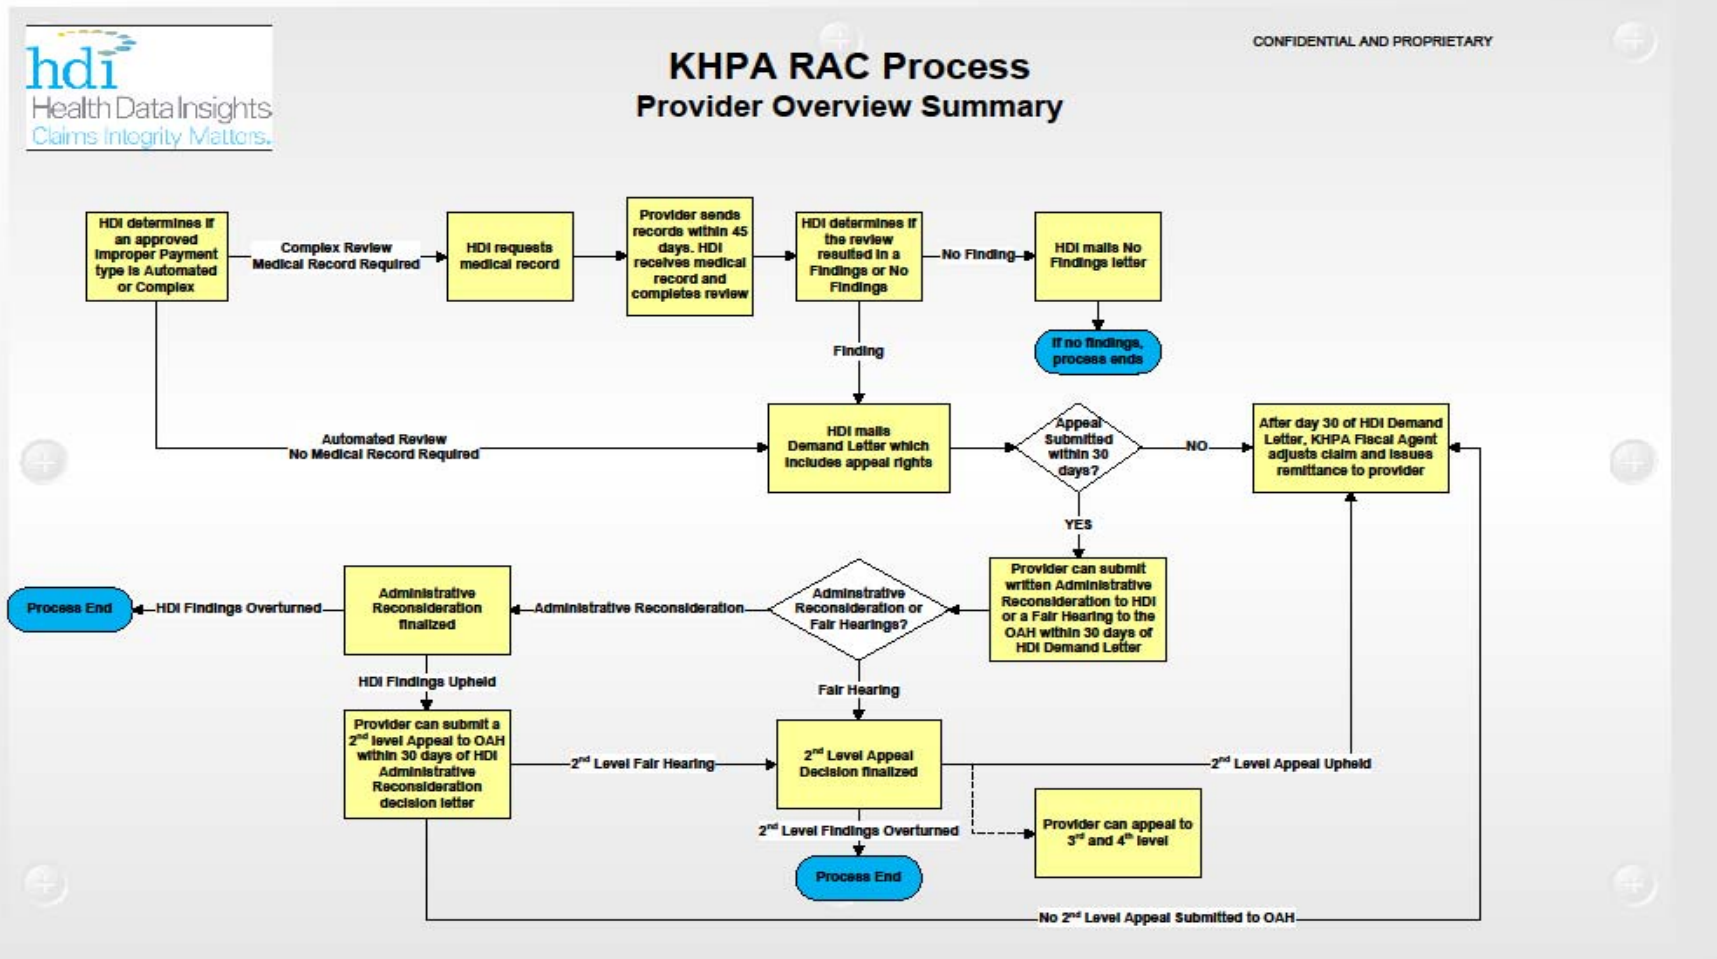 hdi
Health Data Insights
Claims Integrity Matters.
KHPA RAC Process
Provider Overview Summary
CONFIDENTIAL AND PROPRIETARY
HDI determines if
an approved
Improper Payment
type is Automated
or Complex
Complex Review
Medical Record Required
HDI requests
medical record
Provider sends
records within 45
days. HDI
receives medical
record and
completes review
HDI determines if
the review
resulted in a
Findings or No
Findings
No Finding
HDI mails No
Findings letter
If no findings,
process ends
Finding
Automated Review
No Medical Record Required
HDI mails
Demand Letter which
includes appeal rights
Appeal
Submitted
within 30
days?
NO
After day 30 of HDI Demand
Letter, KHPA Fiscal Agent
adjusts claim and issues
remittance to provider
YES
Provider can submit
written Administrative
Reconsideration to HDI
or a Fair Hearing to the
OAH within 30 days of
HDI Demand Letter
Adminstrative
Reconsideration or
Fair Hearings?
Adminstrative Reconsideration
Administrative
Reconsideration
finalized
HDI Findings Overturned
Process End
HDI Findings Upheld
Fair Hearing
Provider can submit a
2nd level Appeal to OAH
within 30 days of HDI
Administrative
Reconsideration
decision letter
2nd Level Fair Hearing
2nd Level Appeal
Decision finalized
2nd Level Appeal Upheld
2nd Level Findings Overturned
Provider can appeal to
3rd and 4th level
Process End
No 2nd Level Appeal Submitted to OAH